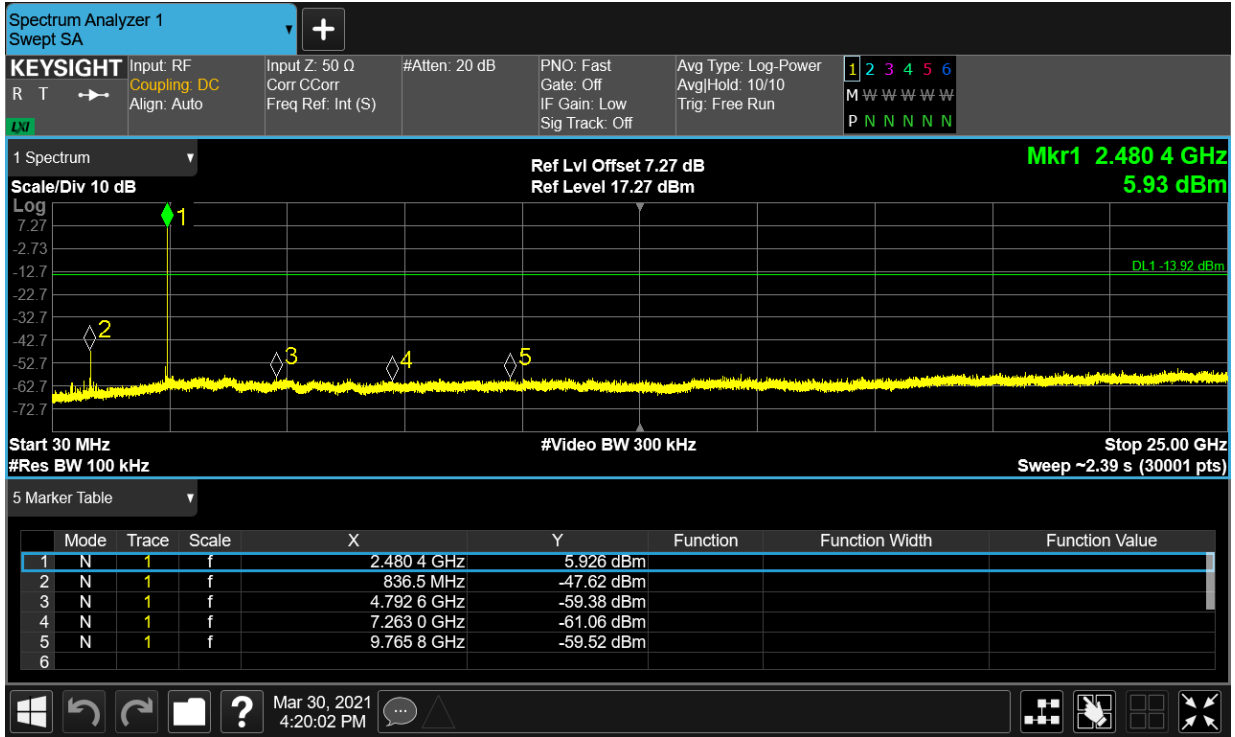 Spectrum Analyzer 1
Swept SA
KEYSIGHT
R T
LXI
Input: RF
Coupling: DC
Align: Auto
Input Z: 50 Ω
Corr CCorr
Freq Ref: Int (S)
#Atten: 20 dB
PNO: Fast
Gate: Off
IF Gain: Low
Sig Track: Off
Avg Type: Log-Power
Avg|Hold: 10/10
Trig: Free Run
1 2 3 4 5 6
M W W W W W
P N N N N N
1 Spectrum
Scale/Div 10 dB
Ref Lvl Offset 7.27 dB
Ref Level 17.27 dBm
Mkr1 2.480 4 GHz
5.93 dBm
Log
7.27
-2.73
-12.7
-22.7
-32.7
-42.7
-52.7
-62.7
-72.7
1
2
3
4
5
DL1 -13.92 dBm
Start 30 MHz
#Video BW 300 kHz
Stop 25.00 GHz
#Res BW 100 kHz
Sweep ~2.39 s (30001 pts)
5 Marker Table
Mode Trace Scale X Y Function Function Width Function Value
1 N 1 f 2.480 4 GHz 5.926 dBm
2 N 1 f 836.5 MHz -47.62 dBm
3 N 1 f 4.792 6 GHz -59.38 dBm
4 N 1 f 7.263 0 GHz -61.06 dBm
5 N 1 f 9.765 8 GHz -59.52 dBm
6
?
Mar 30, 2021
4:20:02 PM